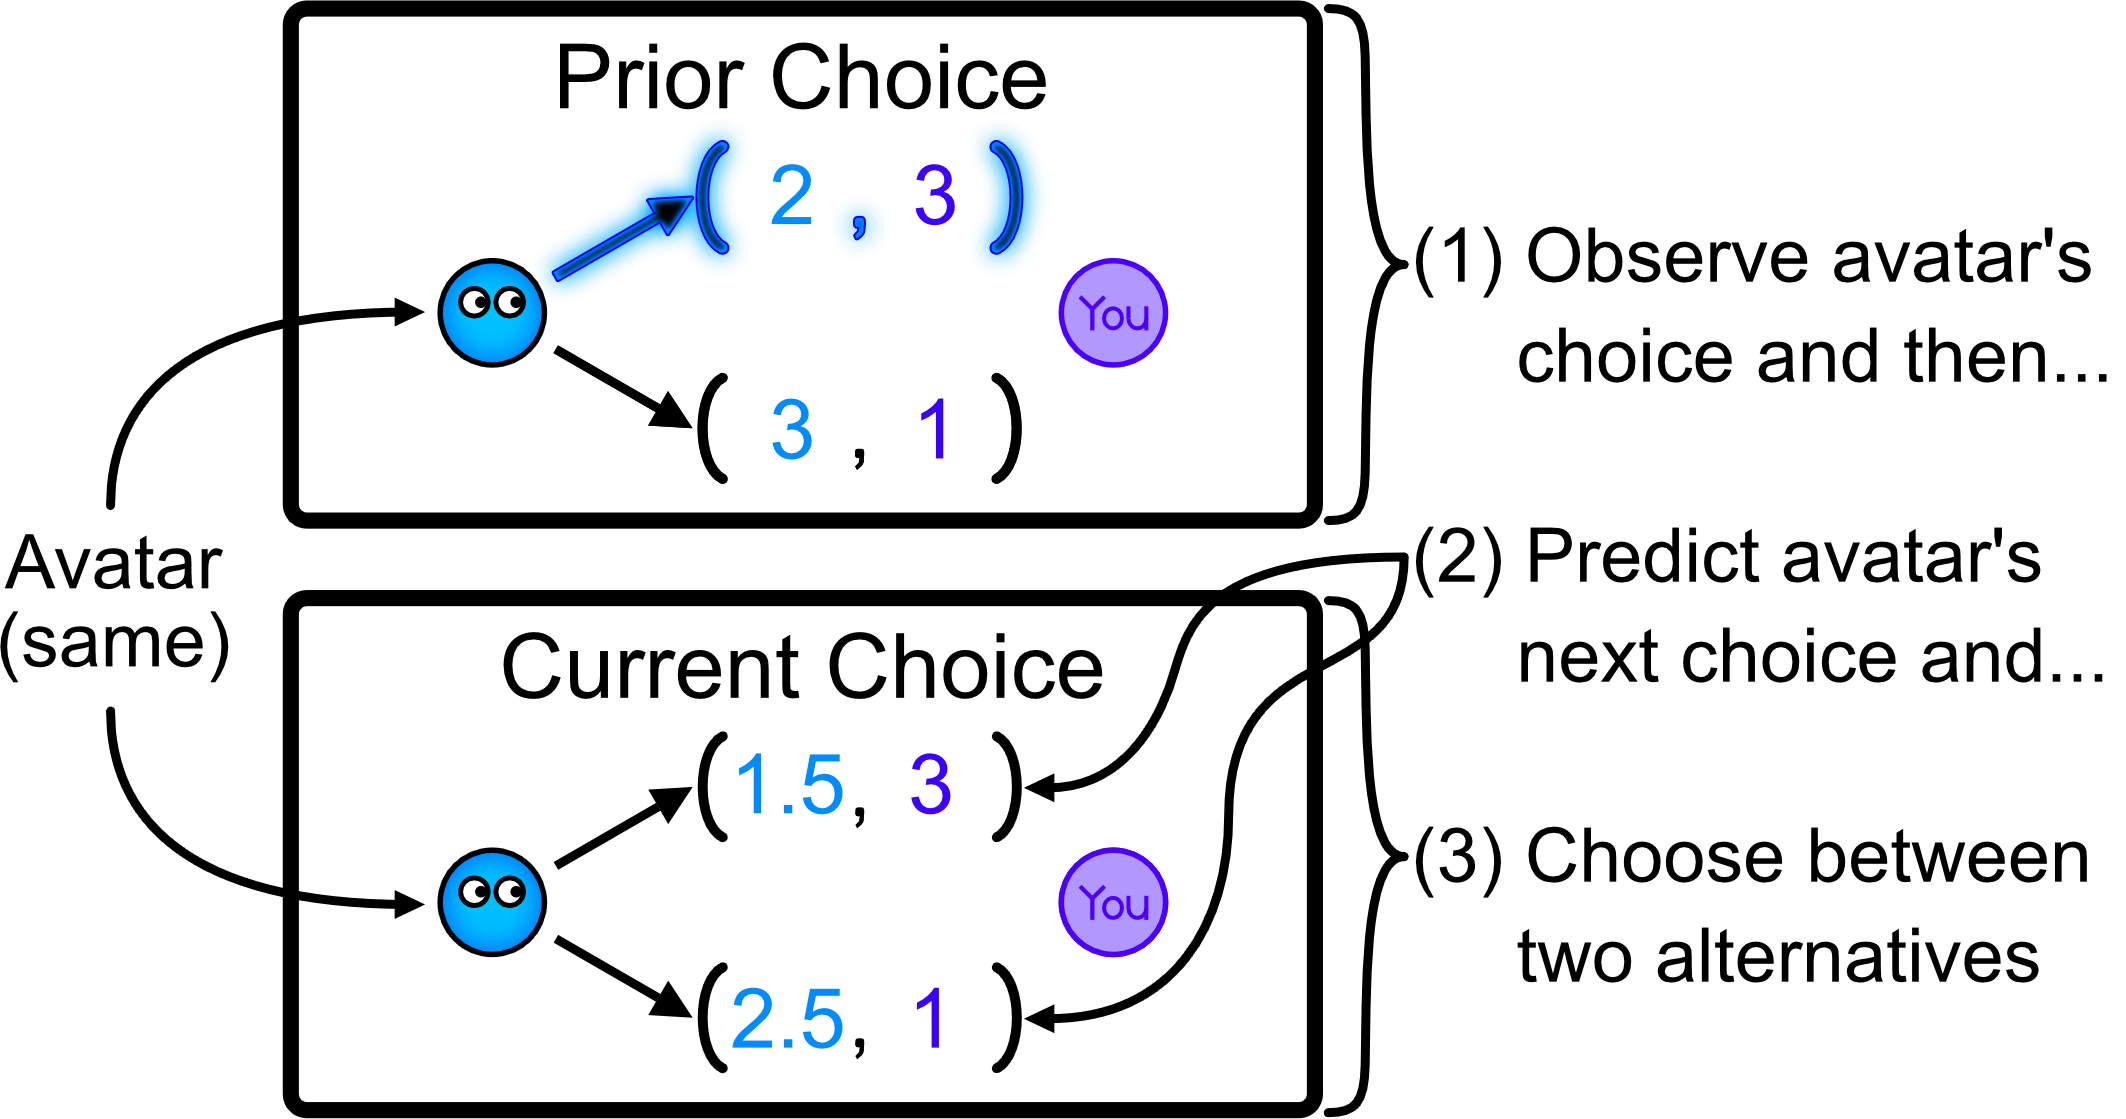 Prior Choice
( 2 , 3 )
You
( 3 , 1 )
(1) Observe avatar's
choice and then...
Avatar
(same)
(2) Predict avatar's
next choice and...
Current Choice
(1.5, 3 )
You
(2.5, 1 )
(3) Choose between
two alternatives